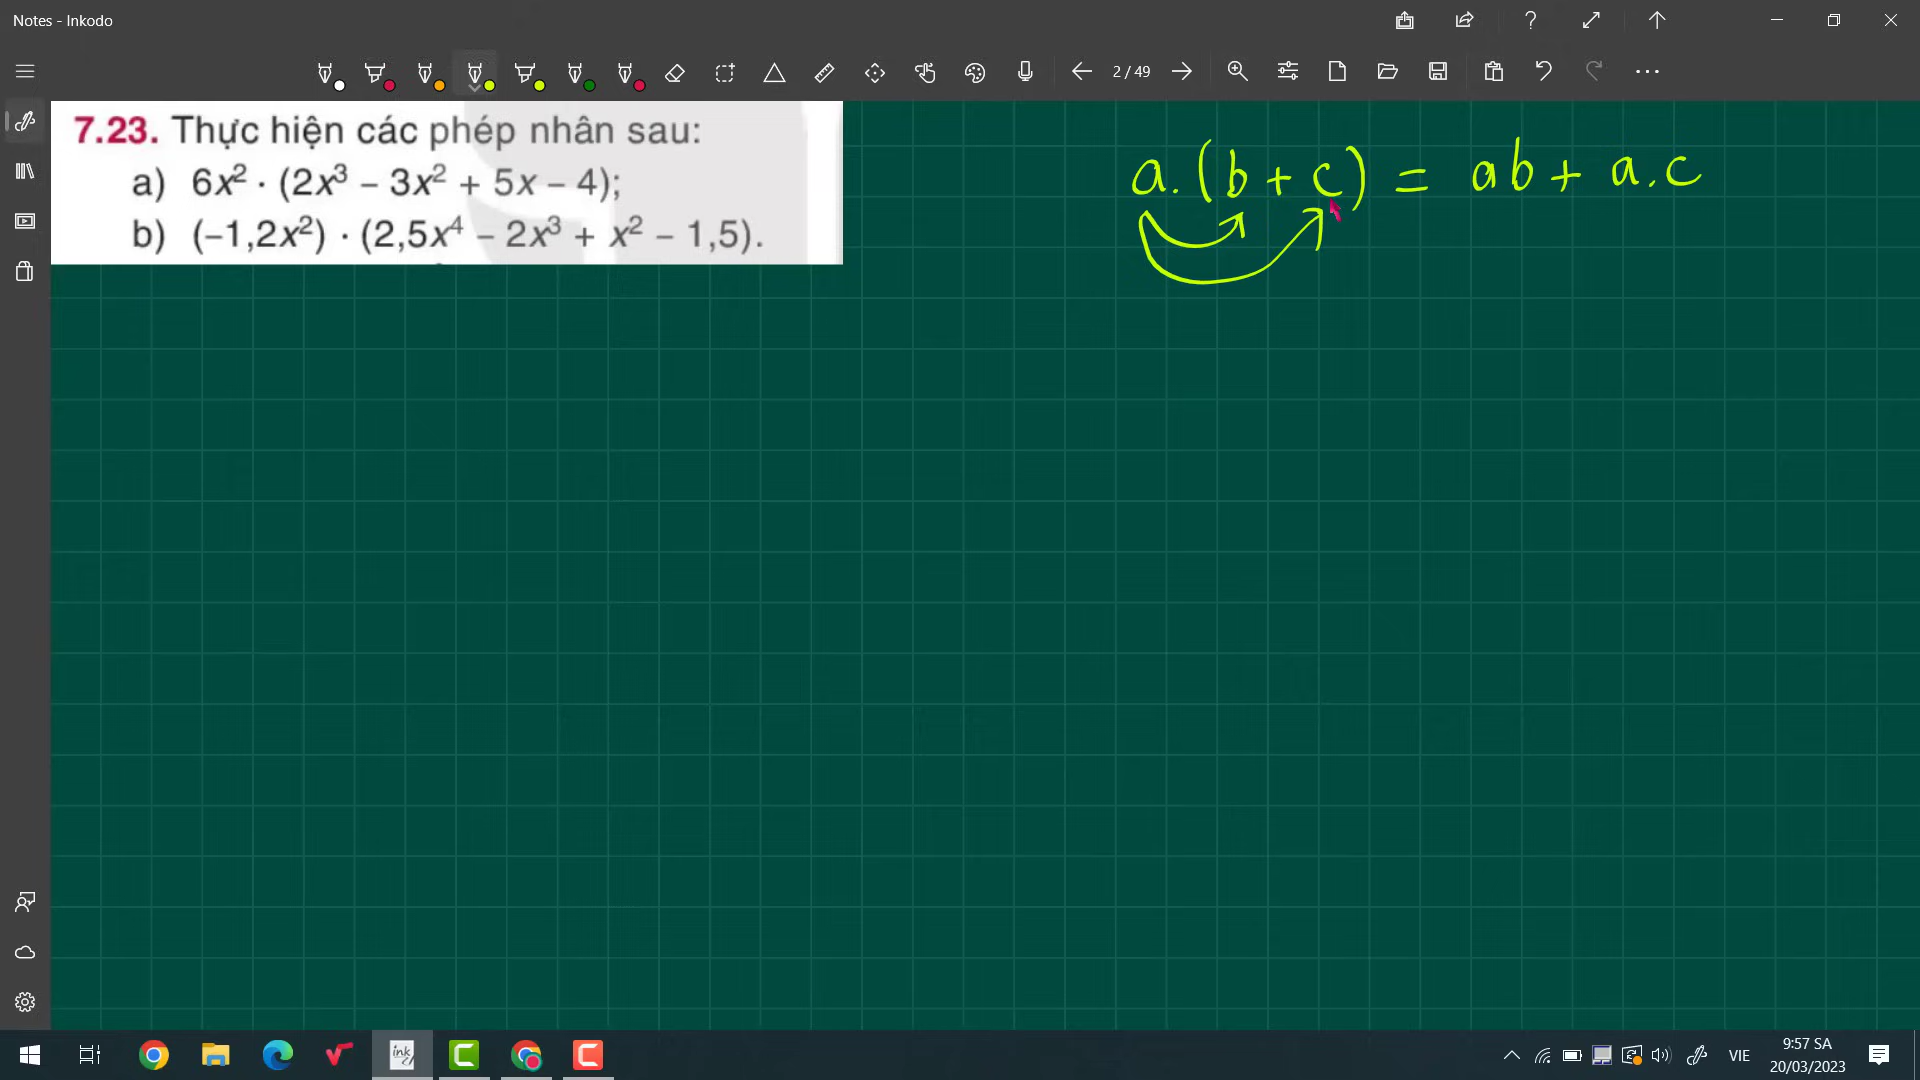 Notes - Inkodo
2 / 49
7.23. Thực hiện các phép nhân sau:
a) 6x² · (2x³ – 3x² + 5x – 4);
b) (–1,2x²) · (2,5x⁴ – 2x³ + x² – 1,5).
a.(b + c) = ab + a.c
ink
VIE
9:57 SA
20/03/2023